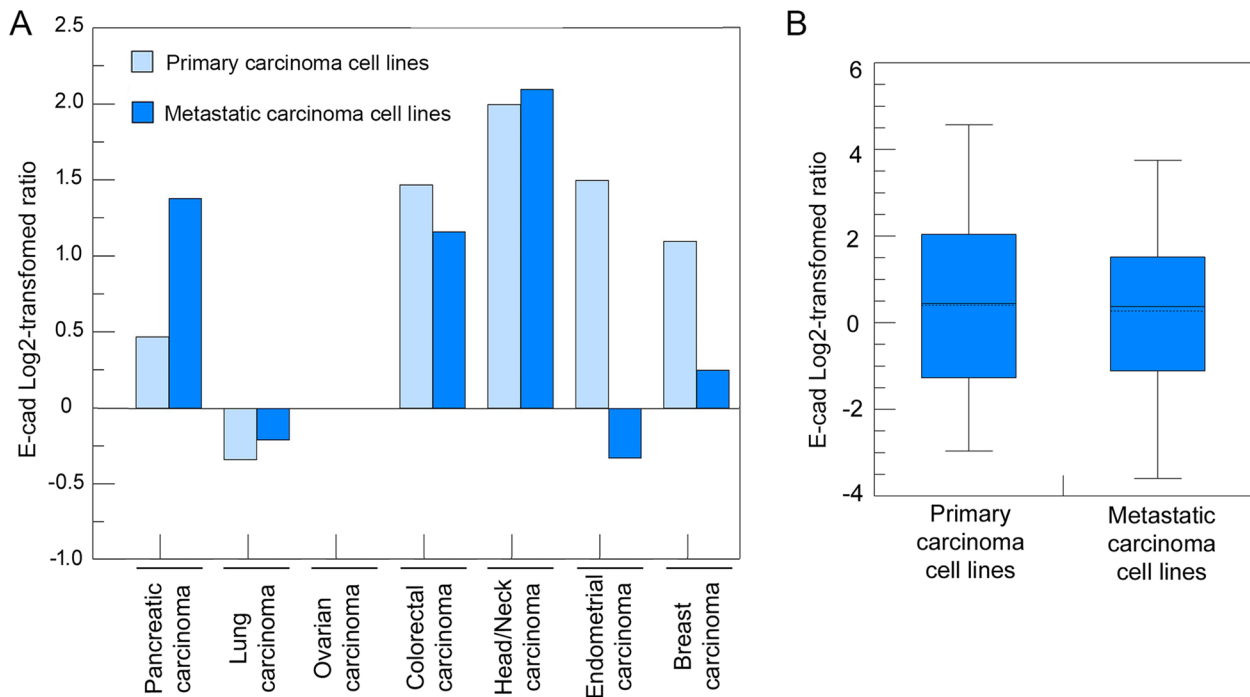 A
E-cad Log2-transfomed ratio
2.5
2.0
1.5
1.0
0.5
0
-0.5
-1.0
Primary carcinoma cell lines
Metastatic carcinoma cell lines
Pancreatic
carcinoma
Lung
carcinoma
Ovarian
carcinoma
Colorectal
carcinoma
Head/Neck
carcinoma
Endometrial
carcinoma
Breast
carcinoma
B
E-cad Log2-transfomed ratio
6
4
2
0
-2
-4
Primary
carcinoma
cell lines
Metastatic
carcinoma
cell lines